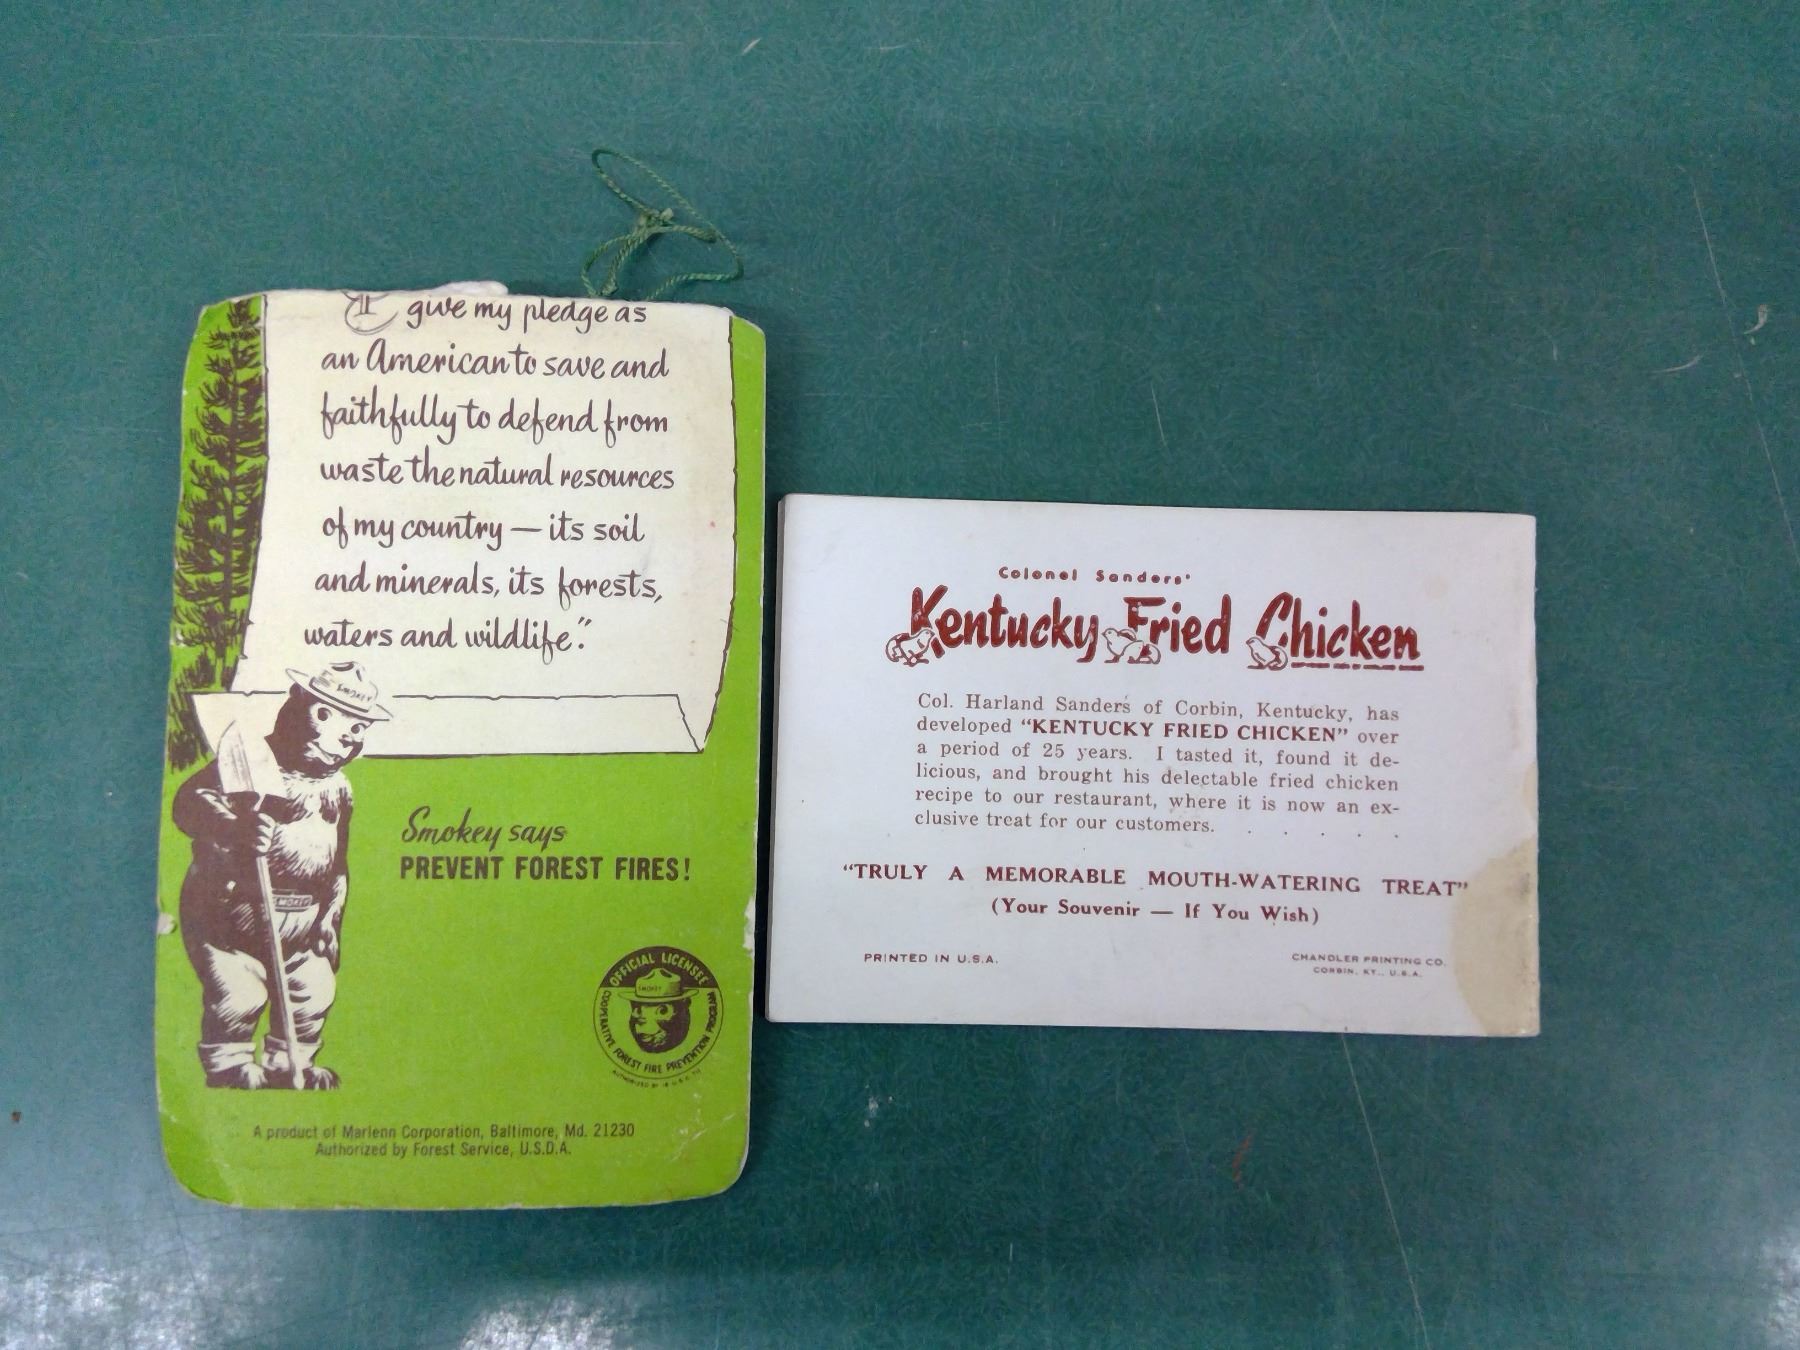 I give my pledge as
an American to save and
faithfully to defend from
waste the natural resources
of my country — its soil
and minerals, its forests,
waters and wildlife."
SMOKEY
Smokey says
PREVENT FOREST FIRES!
SMOKEY
OFFICIAL LICENSEE
SMOKEY
COOPERATIVE FOREST FIRE PREVENTION PROGRAM
A product of Marlenn Corporation, Baltimore, Md. 21230
Authorized by Forest Service, U.S.D.A.
Colonel Sanders'
Kentucky Fried Chicken
Col. Harland Sanders of Corbin, Kentucky, has
developed "KENTUCKY FRIED CHICKEN" over
a period of 25 years. I tasted it, found it de-
licious, and brought his delectable fried chicken
recipe to our restaurant, where it is now an ex-
clusive treat for our customers. . . . . .
"TRULY A MEMORABLE MOUTH-WATERING TREAT"
(Your Souvenir — If You Wish)
PRINTED IN U.S.A.
CHANDLER PRINTING CO.
CORBIN, KY., U.S.A.